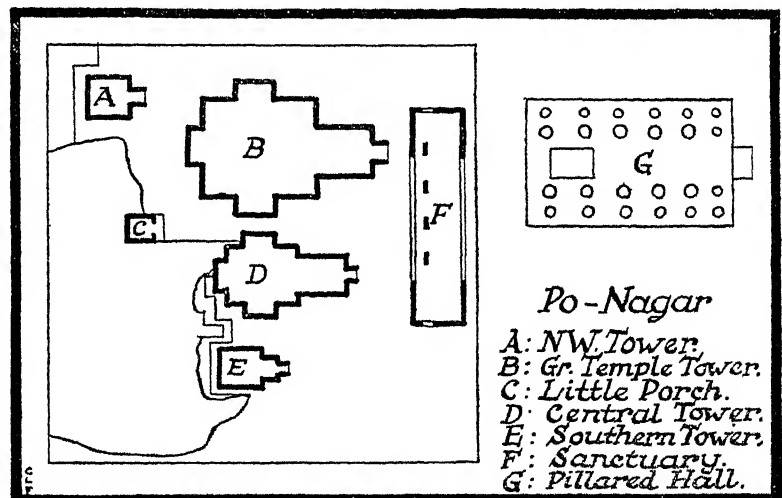 A
B
C
D
E
F
G
Po-Nagar
A: NW. Tower.
B: Gr. Temple Tower.
C: Little Porch.
D: Central Tower.
E: Southern Tower.
F: Sanctuary.
G: Pillared Hall.